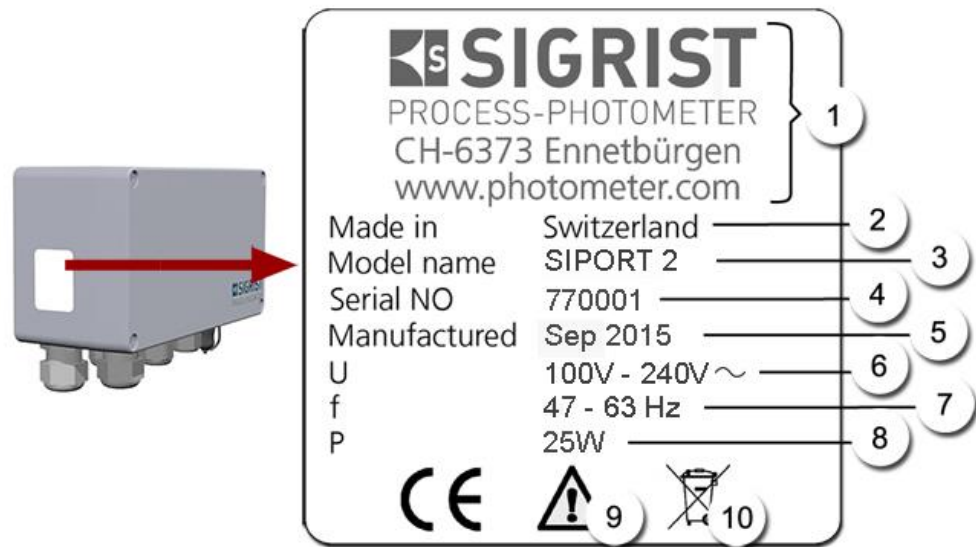 S SIGRIST
PROCESS-PHOTOMETER
CH-6373 Ennetbürgen
www.photometer.com
1
Made in Switzerland 2
Model name SIPORT 2 3
Serial NO 770001 4
Manufactured Sep 2015 5
U 100V - 240V~ 6
f 47 - 63 Hz 7
P 25W 8
CE 9 10
SIGRIST